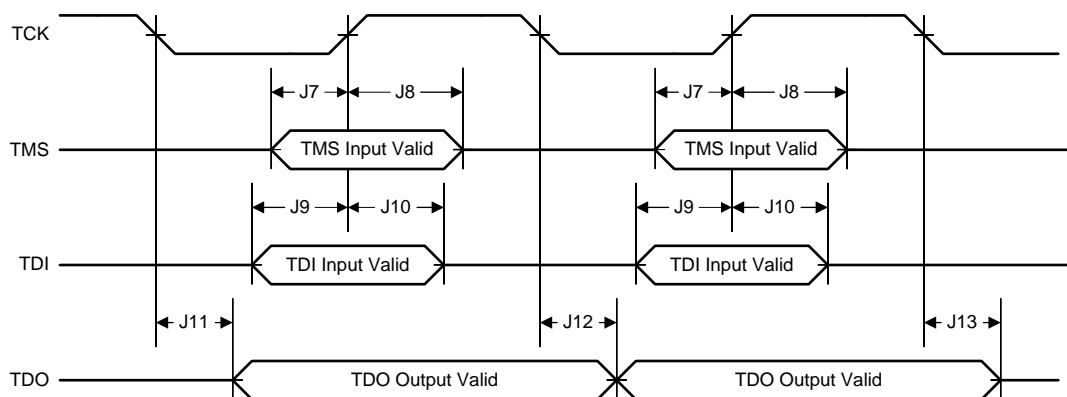 TCK
J7 J8 J7 J8
TMS TMS Input Valid TMS Input Valid
J9 J10 J9 J10
TDI TDI Input Valid TDI Input Valid
J11 J12 J13
TDO TDO Output Valid TDO Output Valid